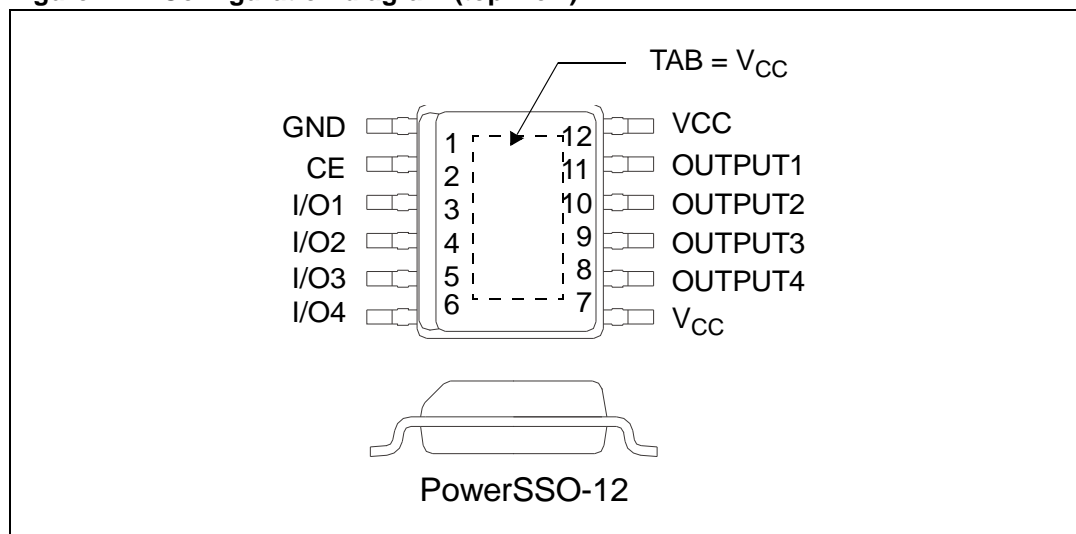 TAB = VCC
GND 1 12 VCC
CE 2 11 OUTPUT1
I/O1 3 10 OUTPUT2
I/O2 4 9 OUTPUT3
I/O3 5 8 OUTPUT4
I/O4 6 7 VCC
PowerSSO-12